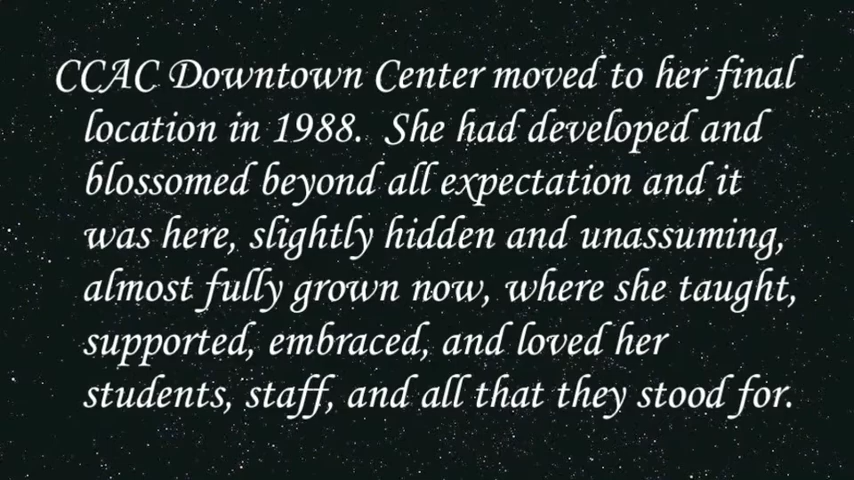 CCAC Downtown Center moved to her final
location in 1988.  She had developed and
blossomed beyond all expectation and it
was here, slightly hidden and unassuming,
almost fully grown now, where she taught,
supported, embraced, and loved her
students, staff, and all that they stood for.